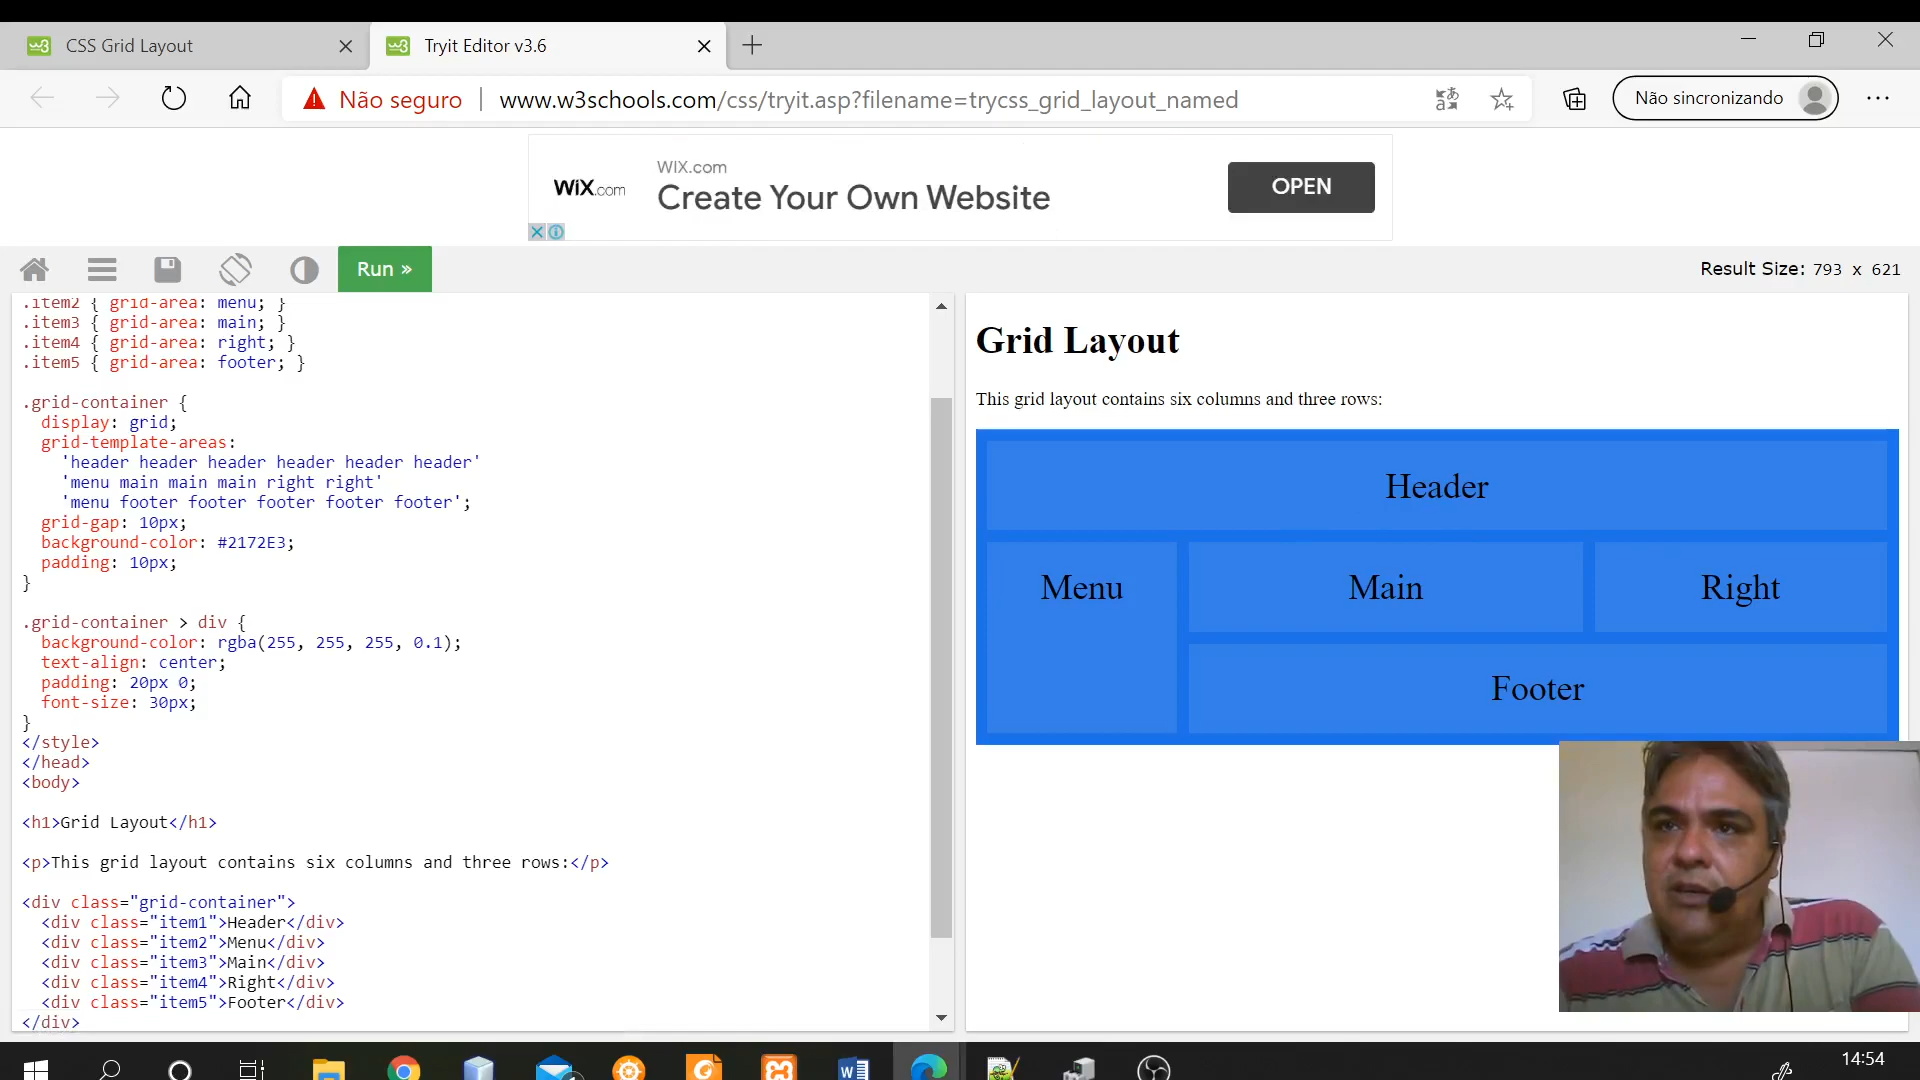 CSS Grid Layout
Tryit Editor v3.6
Não seguro
www.w3schools.com/css/tryit.asp?filename=trycss_grid_layout_named
Não sincronizando
WiX.com
WIX.com
Create Your Own Website
OPEN
Run »
Result Size: 793 x 621
.item2 { grid-area: menu; }
.item3 { grid-area: main; }
.item4 { grid-area: right; }
.item5 { grid-area: footer; }
.grid-container {
display: grid;
grid-template-areas:
'header header header header header header'
'menu main main main right right'
'menu footer footer footer footer footer';
grid-gap: 10px;
background-color: #2172E3;
padding: 10px;
}
.grid-container > div {
background-color: rgba(255, 255, 255, 0.1);
text-align: center;
padding: 20px 0;
font-size: 30px;
}
</style>
</head>
<body>
<h1>Grid Layout</h1>
<p>This grid layout contains six columns and three rows:</p>
<div class="grid-container">
<div class="item1">Header</div>
<div class="item2">Menu</div>
<div class="item3">Main</div>
<div class="item4">Right</div>
<div class="item5">Footer</div>
</div>
Grid Layout
This grid layout contains six columns and three rows:
Header
Menu
Main
Right
Footer
14:54